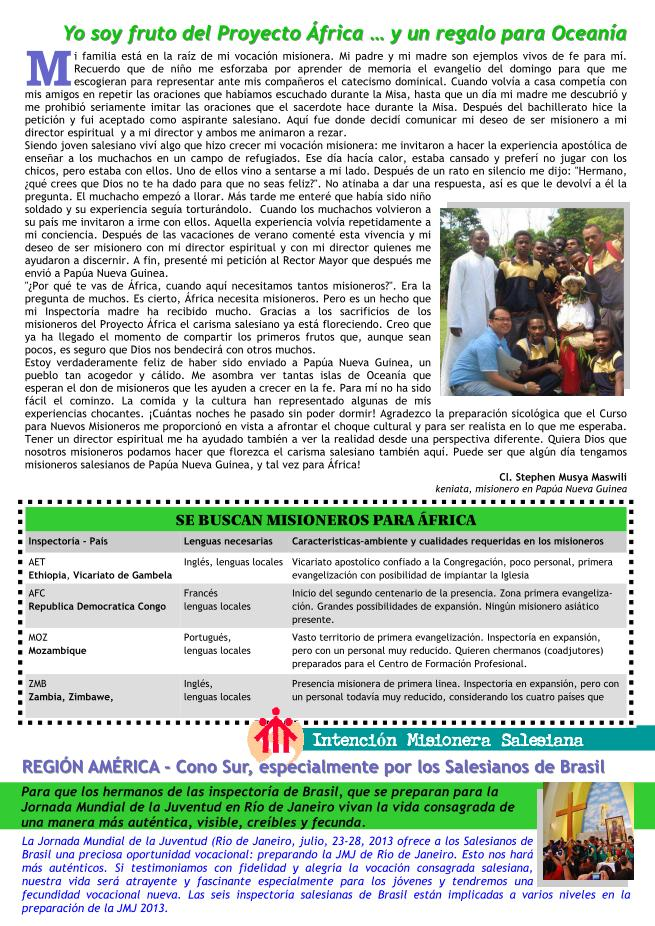 Yo soy fruto del Proyecto África … y un regalo para Oceanía
Mi familia está en la raíz de mi vocación misionera. Mi padre y mi madre son ejemplos vivos de fe para mí.
Recuerdo que de niño me esforzaba por aprender de memoria el evangelio del domingo para que me
escogieran para representar ante mis compañeros el catecismo dominical. Cuando volvía a casa competía con
mis amigos en repetir las oraciones que habíamos escuchado durante la Misa, hasta que un día mi madre me descubrió y
me prohibió seriamente imitar las oraciones que el sacerdote hace durante la Misa. Después del bachillerato hice la
petición y fui aceptado como aspirante salesiano. Aquí fue donde decidí comunicar mi deseo de ser misionero a mi
director espiritual y a mi director y ambos me animaron a rezar.
Siendo joven salesiano viví algo que hizo crecer mi vocación misionera: me invitaron a hacer la experiencia apostólica de
enseñar a los muchachos en un campo de refugiados. Ese día hacía calor, estaba cansado y preferí no jugar con los
chicos, pero estaba con ellos. Uno de ellos vino a sentarse a mi lado. Después de un rato en silencio me dijo: "Hermano,
¿qué crees que Dios no te ha dado para que no seas feliz?". No atinaba a dar una respuesta, así es que le devolví a él la
pregunta. El muchacho empezó a llorar. Más tarde me enteré que había sido niño
soldado y su experiencia seguía torturándolo. Cuando los muchachos volvieron a
su país me invitaron a irme con ellos. Aquella experiencia volvía repetidamente a
mi conciencia. Después de las vacaciones de verano comenté esta vivencia y mi
deseo de ser misionero con mi director espiritual y con mi director quienes me
ayudaron a discernir. A fin, presenté mi petición al Rector Mayor que después me
envió a Papúa Nueva Guinea.
"¿Por qué te vas de África, cuando aquí necesitamos tantos misioneros?". Era la
pregunta de muchos. Es cierto, África necesita misioneros. Pero es un hecho que
mi Inspectoría madre ha recibido mucho. Gracias a los sacrificios de los
misioneros del Proyecto África el carisma salesiano ya está floreciendo. Creo que
ya ha llegado el momento de compartir los primeros frutos que, aunque sean
pocos, es seguro que Dios nos bendecirá con otros muchos.
Estoy verdaderamente feliz de haber sido enviado a Papúa Nueva Guinea, un
pueblo tan acogedor y cálido. Me asombra ver tantas islas de Oceanía que
esperan el don de misioneros que les ayuden a crecer en la fe. Para mí no ha sido
fácil el cominzo. La comida y la cultura han representado algunas de mis
experiencias chocantes. ¡Cuántas noches he pasado sin poder dormir! Agradezco la preparación sicológica que el Curso
para Nuevos Misioneros me proporcionó en vista a afrontar el choque cultural y para ser realista en lo que me esperaba.
Tener un director espiritual me ha ayudado también a ver la realidad desde una perspectiva diferente. Quiera Dios que
nosotros misioneros podamos hacer que florezca el carisma salesiano también aquí. Puede ser que algún día tengamos
misioneros salesianos de Papúa Nueva Guinea, y tal vez para África!
Cl. Stephen Musya Maswili
keniata, misionero en Papúa Nueva Guinea
SE BUSCAN MISIONEROS PARA ÁFRICA
Inspectoria - País Lenguas necesarias Características-ambiente y cualidades requeridas en los misioneros
AET Inglés, lenguas locales Vicariato apostolico confiado a la Congregación, poco personal, primera
Ethiopia, Vicariato de Gambela evangelización con posibilidad de impiantar la Iglesia
AFC Francés Inicio del segundo centenario de la presencia. Zona primera evangeliza-
Republica Democratica Congo lenguas locales ción. Grandes possibilidades de expansión. Ningún misionero asiático
presente.
MOZ Portugués, Vasto territorio de primera evangelización. Inspectoría en expansión,
Mozambique lenguas locales pero con un personal muy reducido. Quieren chermanos (coadjutores)
preparados para el Centro de Formación Profesional.
ZMB Inglés, Presencia misionera de primera linea. Inspectoria en expansión, pero con
Zambia, Zimbawe, lenguas locales un personal todavía muy reducido, considerando los cuatro países que
Intención Misionera Salesiana
REGIÓN AMÉRICA - Cono Sur, especialmente por los Salesianos de Brasil
Para que los hermanos de las inspectoría de Brasil, que se preparan para la
Jornada Mundial de la Juventud en Río de Janeiro vivan la vida consagrada de
una manera más auténtica, visible, creíbles y fecunda.
La Jornada Mundial de la Juventud (Río de Janeiro, julio, 23-28, 2013 ofrece a los Salesianos de
Brasil una preciosa oportunidad vocacional: preparando la JMJ de Río de Janeiro. Esto nos hará
más auténticos. Si testimoniamos con fidelidad y alegría la vocación consagrada salesiana,
nuestra vida será atrayente y fascinante especialmente para los jóvenes y tendremos una
fecundidad vocacional nueva. Las seis inspectoría salesianas de Brasil están implicadas a varios niveles en la
preparación de la JMJ 2013.